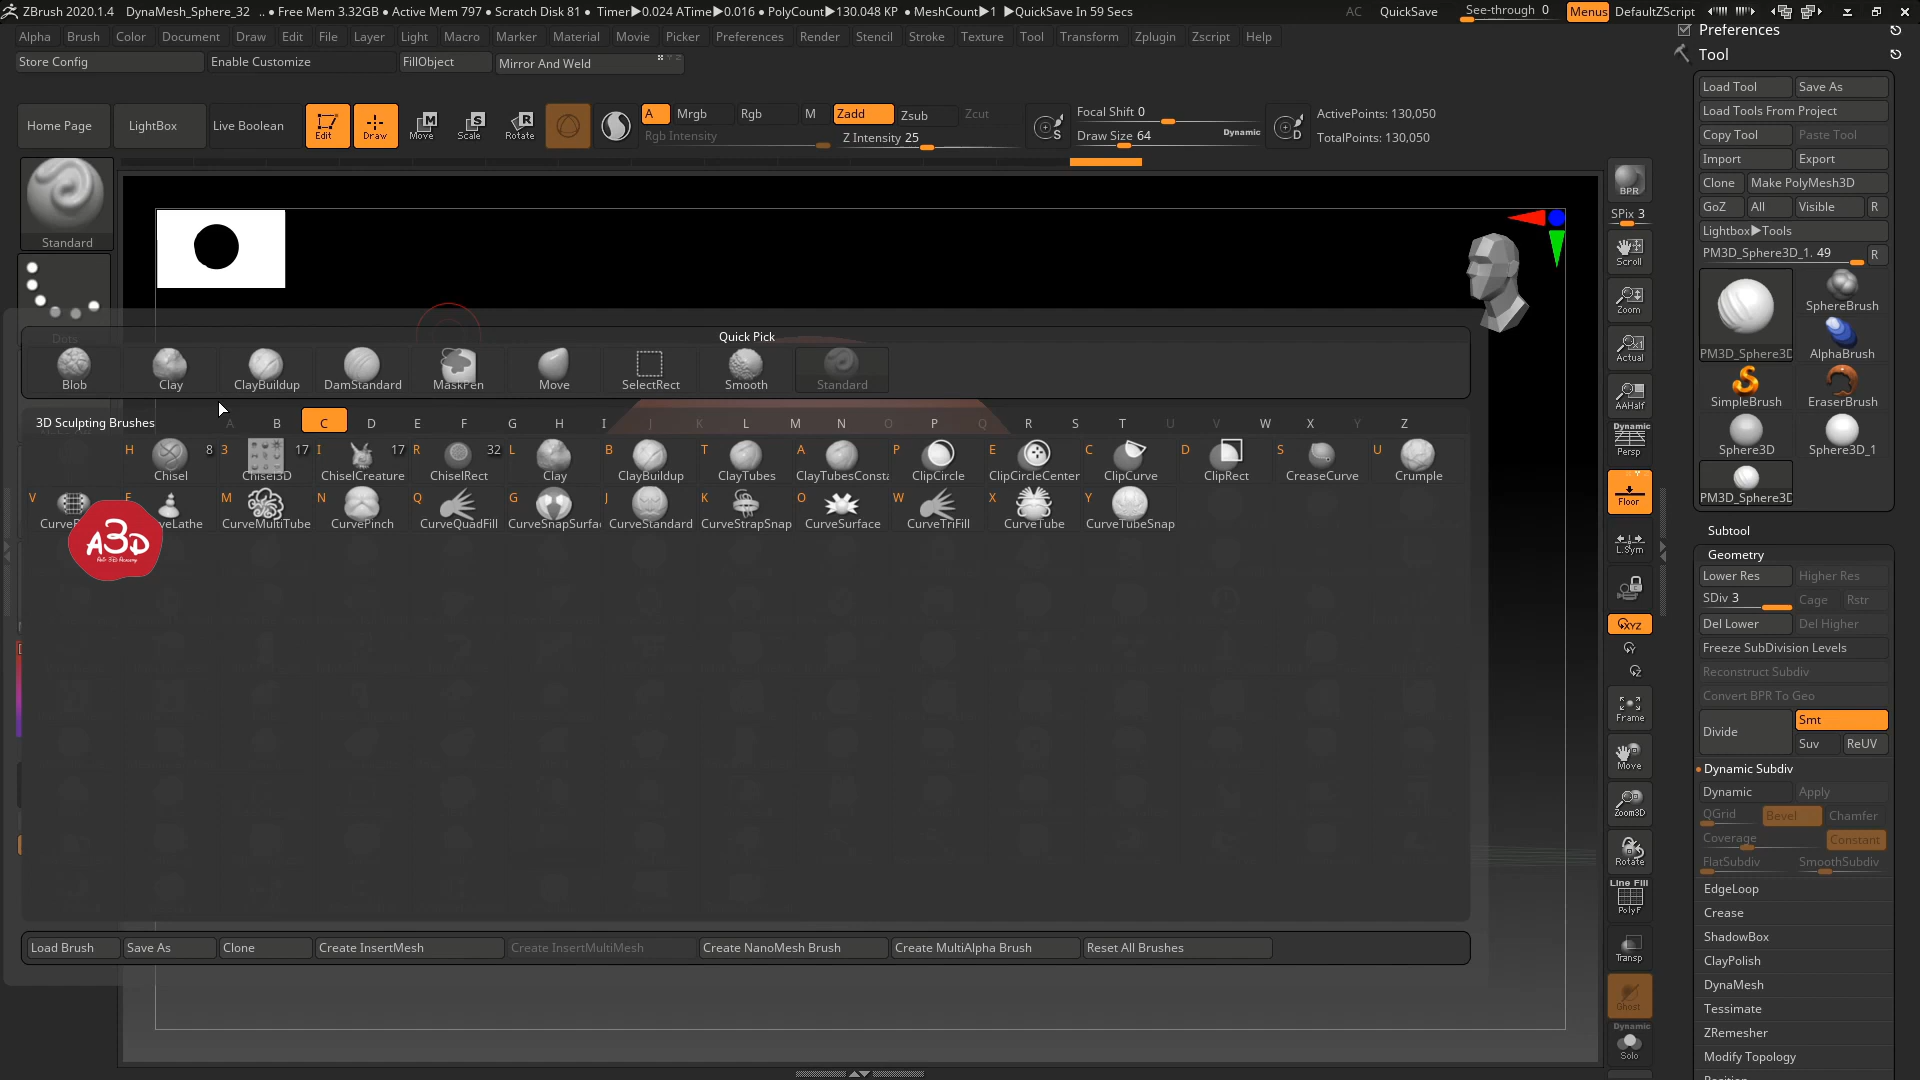 ZBrush 2020.1.4 DynaMesh_Sphere_32 .. • Free Mem 3.32GB • Active Mem 797 • Scratch Disk 81 • Timer▶0.024 ATime▶0.016 • PolyCount▶130.048 KP • MeshCount▶1 ▶QuickSave In 59 Secs AC QuickSave See-through 0 Menus DefaultZScript
Alpha Brush Color Document Draw Edit File Layer Light Macro Marker Material Movie Picker Preferences Render Stencil Stroke Texture Tool Transform Zplugin Zscript Help
Store Config Enable Customize FillObject Mirror And Weld
Home Page LightBox Live Boolean Edit Draw Move Scale Rotate
M S R
A Mrgb Rgb M Zadd Zsub Zcut
Rgb Intensity Z Intensity 25
S Focal Shift 0
Draw Size 64 Dynamic
D ActivePoints: 130,050
TotalPoints: 130,050
Standard
Dots
Quick Pick
Blob Clay ClayBuildup DamStandard MaskPen Move SelectRect Smooth Standard
3D Sculpting Brushes A B C D E F G H I J K L M N O P Q R S T U V W X Y Z
H 8 3 17 I 17 R 32 L B T A P E C D S U
Chisel Chisel3D ChiselCreature ChiselRect Clay ClayBuildup ClayTubes ClayTubesConsta ClipCircle ClipCircleCenter ClipCurve ClipRect CreaseCurve Crumple
V F M N Q G J K O W X Y
CurveMultiTube CurvePinch CurveQuadFill CurveSnapSurfa CurveStandard CurveStrapSnap CurveSurface CurveTriFill CurveTube CurveTubeSnap
A3D
Load Brush Save As Clone Create InsertMesh Create InsertMultiMesh Create NanoMesh Brush Create MultiAlpha Brush Reset All Brushes
BPR
SPix 3
Scroll
Zoom
Actual
AAHalf
Dynamic
Persp
Floor
L.Sym
XYZ
Y
Z
Frame
Move
Zoom3D
Rotate
Line Fill
PolyF
Transp
Ghost
Dynamic
Solo
Preferences
Tool
Load Tool Save As
Load Tools From Project
Copy Tool Paste Tool
Import Export
Clone Make PolyMesh3D
GoZ All Visible R
Lightbox▶Tools
PM3D_Sphere3D_1. 49 R
SphereBrush
PM3D_Sphere3D AlphaBrush
SimpleBrush EraserBrush
Sphere3D Sphere3D_1
PM3D_Sphere3D
Subtool
Geometry
Lower Res Higher Res
SDiv 3 Cage Rstr
Del Lower Del Higher
Freeze SubDivision Levels
Reconstruct Subdiv
Convert BPR To Geo
Divide Smt
Suv ReUV
Dynamic Subdiv
Dynamic Apply
QGrid Bevel Chamfer
Coverage Constant
FlatSubdiv SmoothSubdiv
EdgeLoop
Crease
ShadowBox
ClayPolish
DynaMesh
Tessimate
ZRemesher
Modify Topology